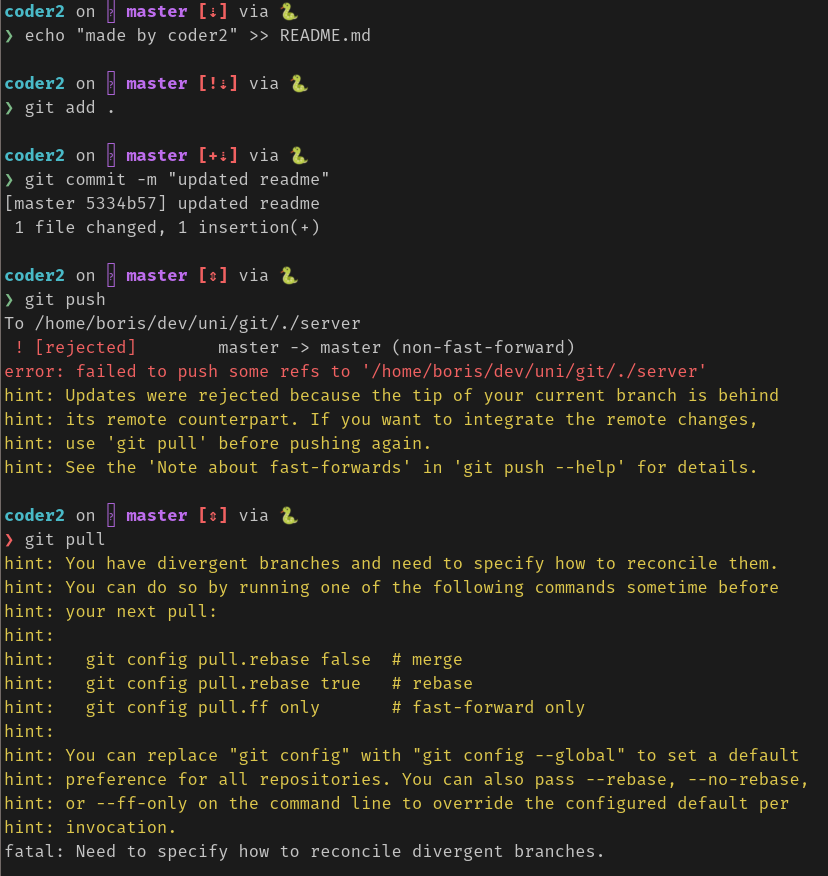 coder2 on master [⇣] via 🐍
❯ echo "made by coder2" >> README.md
coder2 on master [!⇣] via 🐍
❯ git add .
coder2 on master [+⇣] via 🐍
❯ git commit -m "updated readme"
[master 5334b57] updated readme
 1 file changed, 1 insertion(+)
coder2 on master [⇕] via 🐍
❯ git push
To /home/boris/dev/uni/git/./server
 ! [rejected]        master -> master (non-fast-forward)
error: failed to push some refs to '/home/boris/dev/uni/git/./server'
hint: Updates were rejected because the tip of your current branch is behind
hint: its remote counterpart. If you want to integrate the remote changes,
hint: use 'git pull' before pushing again.
hint: See the 'Note about fast-forwards' in 'git push --help' for details.
coder2 on master [⇕] via 🐍
❯ git pull
hint: You have divergent branches and need to specify how to reconcile them.
hint: You can do so by running one of the following commands sometime before
hint: your next pull:
hint:
hint:   git config pull.rebase false  # merge
hint:   git config pull.rebase true   # rebase
hint:   git config pull.ff only       # fast-forward only
hint:
hint: You can replace "git config" with "git config --global" to set a default
hint: preference for all repositories. You can also pass --rebase, --no-rebase,
hint: or --ff-only on the command line to override the configured default per
hint: invocation.
fatal: Need to specify how to reconcile divergent branches.